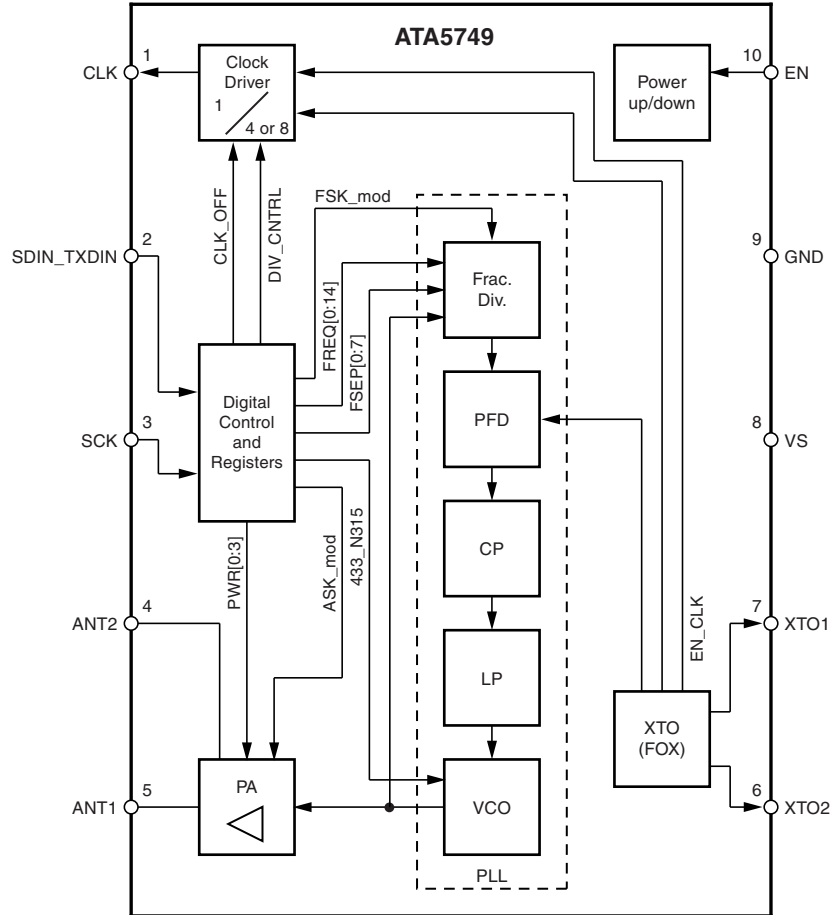 ATA5749
CLK
1
Clock
Driver
1
4 or 8
Power
up/down
10
EN
CLK_OFF
DIV_CNTRL
FSK_mod
SDIN_TXDIN
2
FREQ[0:14]
FSEP[0:7]
Frac.
Div.
9
GND
Digital
Control
and
Registers
PFD
SCK
3
8
VS
PWR[0:3]
ASK_mod
433_N315
CP
EN_CLK
ANT2
4
7
XTO1
LP
XTO
(FOX)
ANT1
5
PA
VCO
6
XTO2
PLL